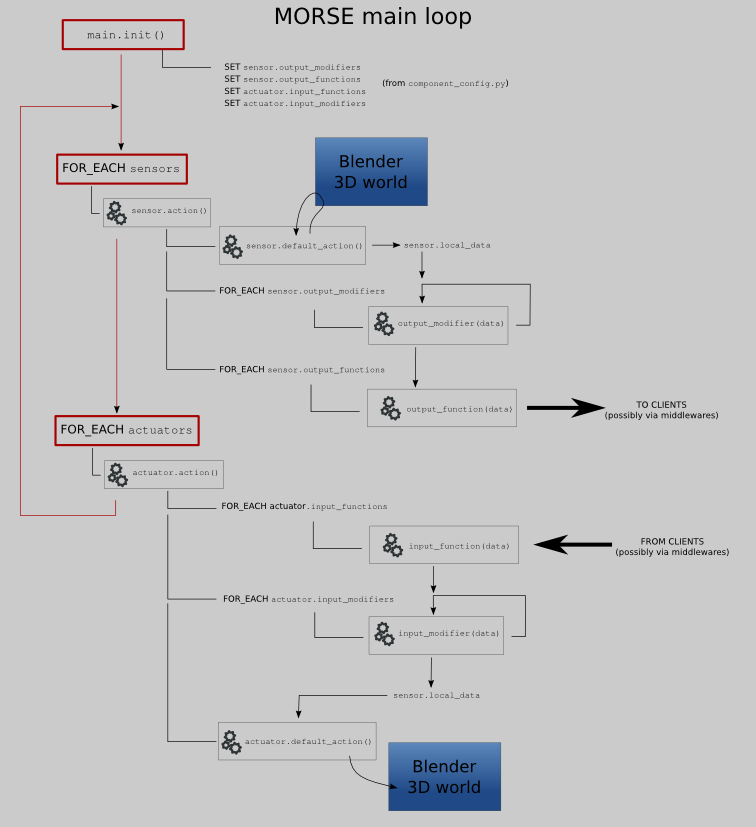 MORSE main loop
main.init()
SET sensor.output_modifiers
SET sensor.output_functions
(from component_config.py)
SET actuator.input_functions
SET actuator.input_modifiers
FOR_EACH sensors
Blender
3D world
sensor.action()
sensor.default_action()
sensor.local_data
FOR_EACH sensor.output_modifiers
output_modifier(data)
FOR_EACH sensor.output_functions
output_function(data)
TO CLIENTS
(possibly via middlewares)
FOR_EACH actuators
actuator.action()
FOR_EACH actuator.input_functions
input_function(data)
FROM CLIENTS
(possibly via middlewares)
FOR_EACH actuator.input_modifiers
input_modifier(data)
sensor.local_data
actuator.default_action()
Blender
3D world